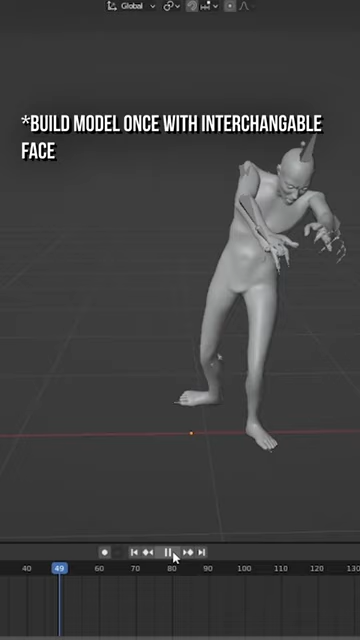 Global
*BUILD MODEL ONCE WITH INTERCHANGABLE
FACE
40 49 60 70 80 90 100 110 120 130